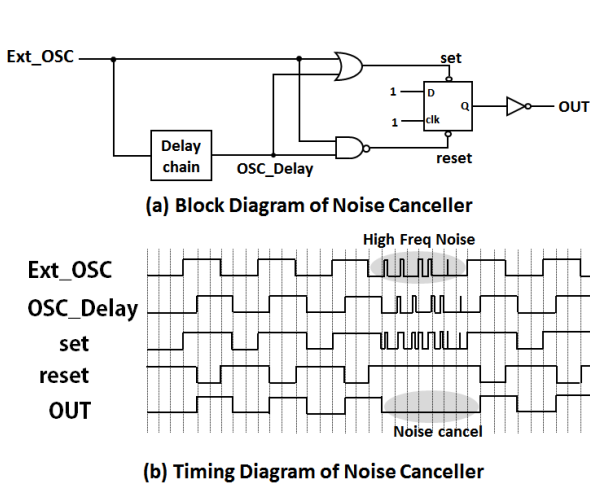 Ext_OSC
set
1
D
Q
OUT
1
clk
Delay
chain
OSC_Delay
reset
(a) Block Diagram of Noise Canceller
High Freq Noise
Ext_OSC
OSC_Delay
set
reset
OUT
Noise cancel
(b) Timing Diagram of Noise Canceller